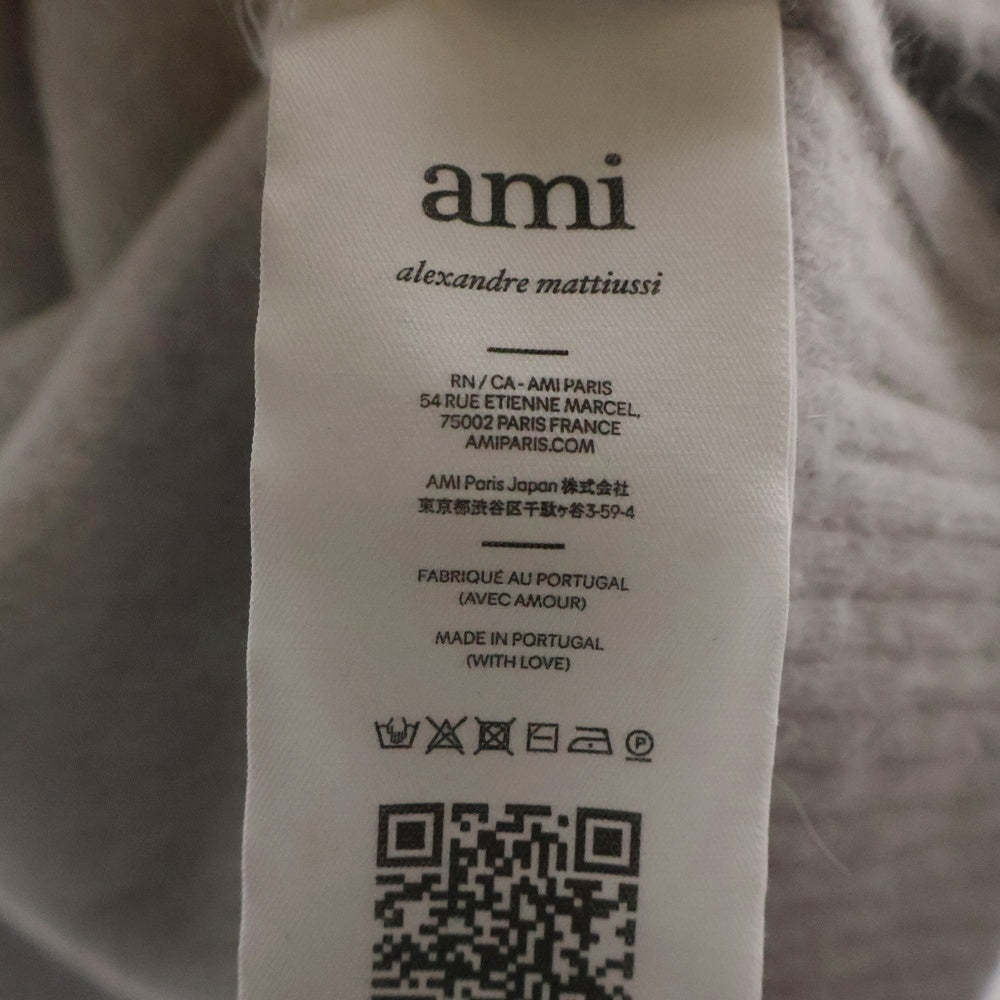 ami
alexandre mattiussi
RN / CA - AMI PARIS
54 RUE ETIENNE MARCEL,
75002 PARIS FRANCE
AMIPARIS.COM
AMI Paris Japan 株式会社
東京都渋谷区千駄ヶ谷3-59-4
FABRIQUÉ AU PORTUGAL
(AVEC AMOUR)
MADE IN PORTUGAL
(WITH LOVE)
P